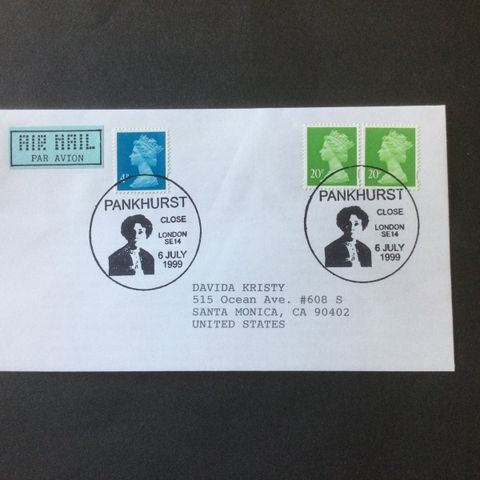 AIR MAIL
PAR AVION
4p
20p
20p
PANKHURST
CLOSE
LONDON
SE14
6 JULY
1999
PANKHURST
CLOSE
LONDON
SE14
6 JULY
1999
DAVIDA KRISTY
515 Ocean Ave. #608 S
SANTA MONICA, CA 90402
UNITED STATES